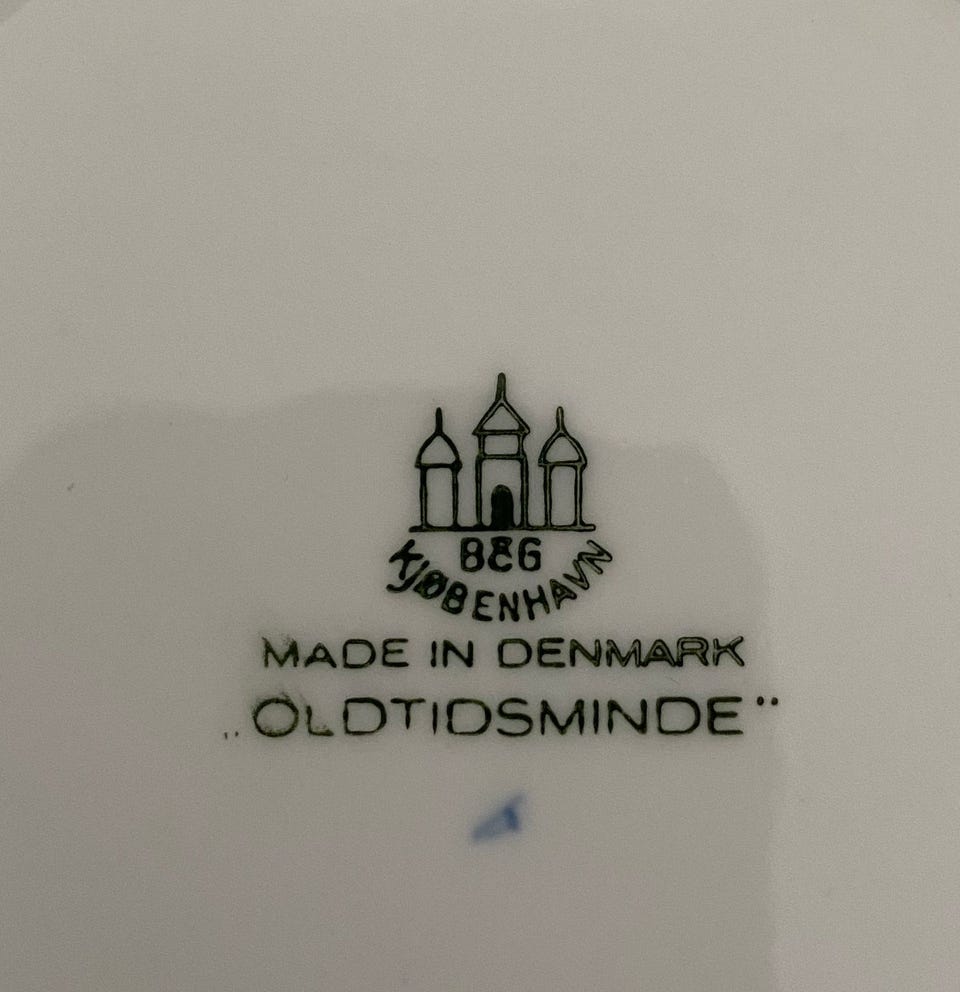 B&G
KJØBENHAVN
MADE IN DENMARK
„OLDTIDSMINDE"